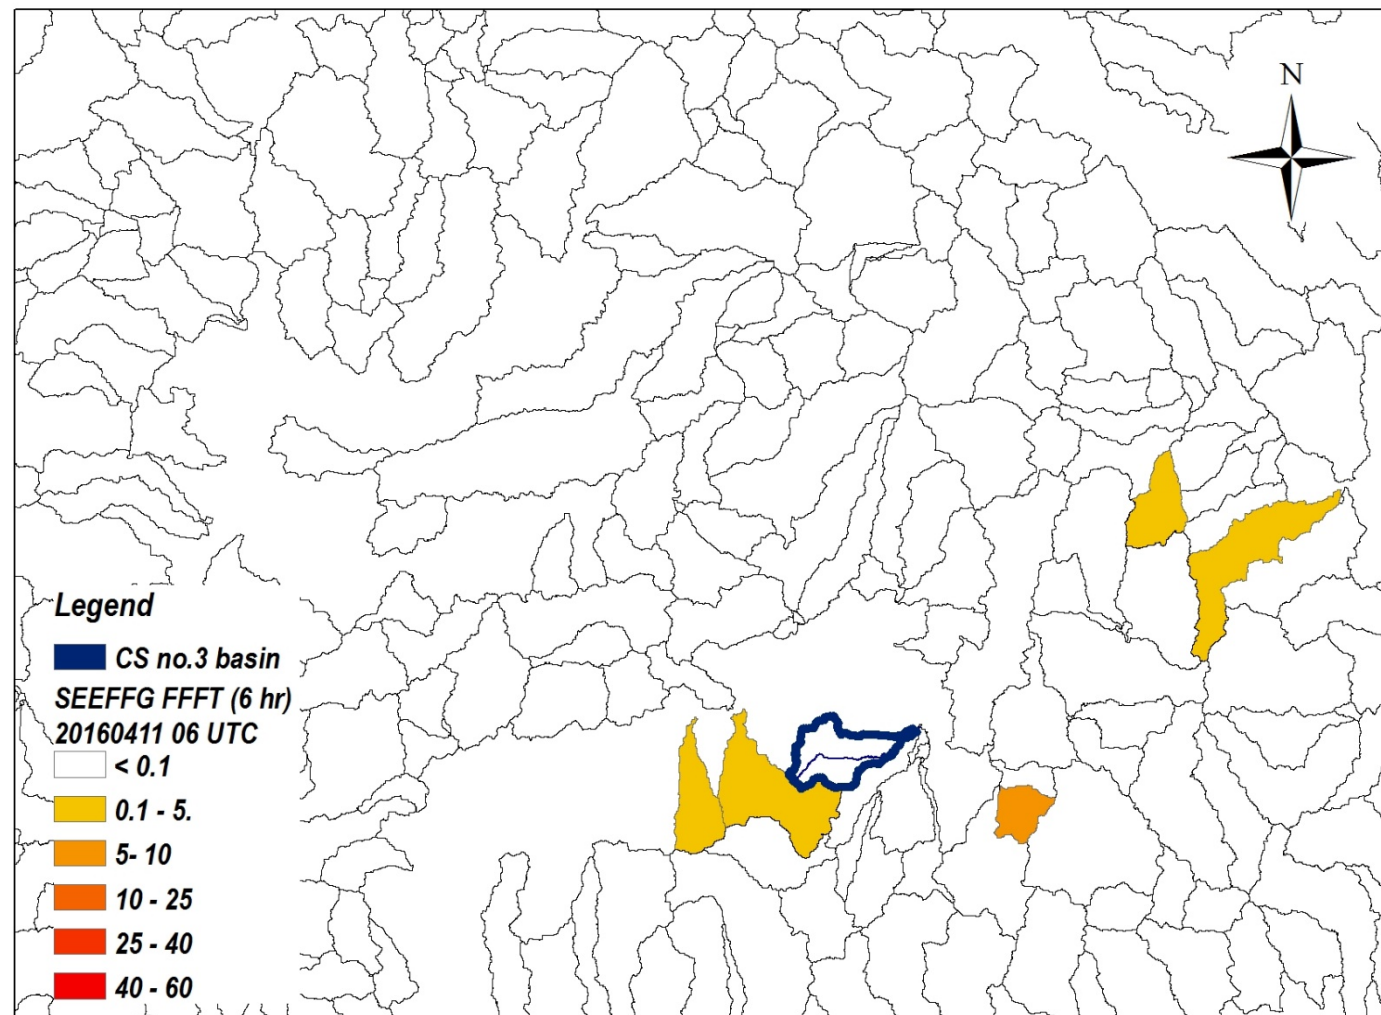 N
Legend
CS no.3 basin
SEEFFG FFFT (6 hr)
20160411 06 UTC
< 0.1
0.1 - 5.
5- 10
10 - 25
25 - 40
40 - 60